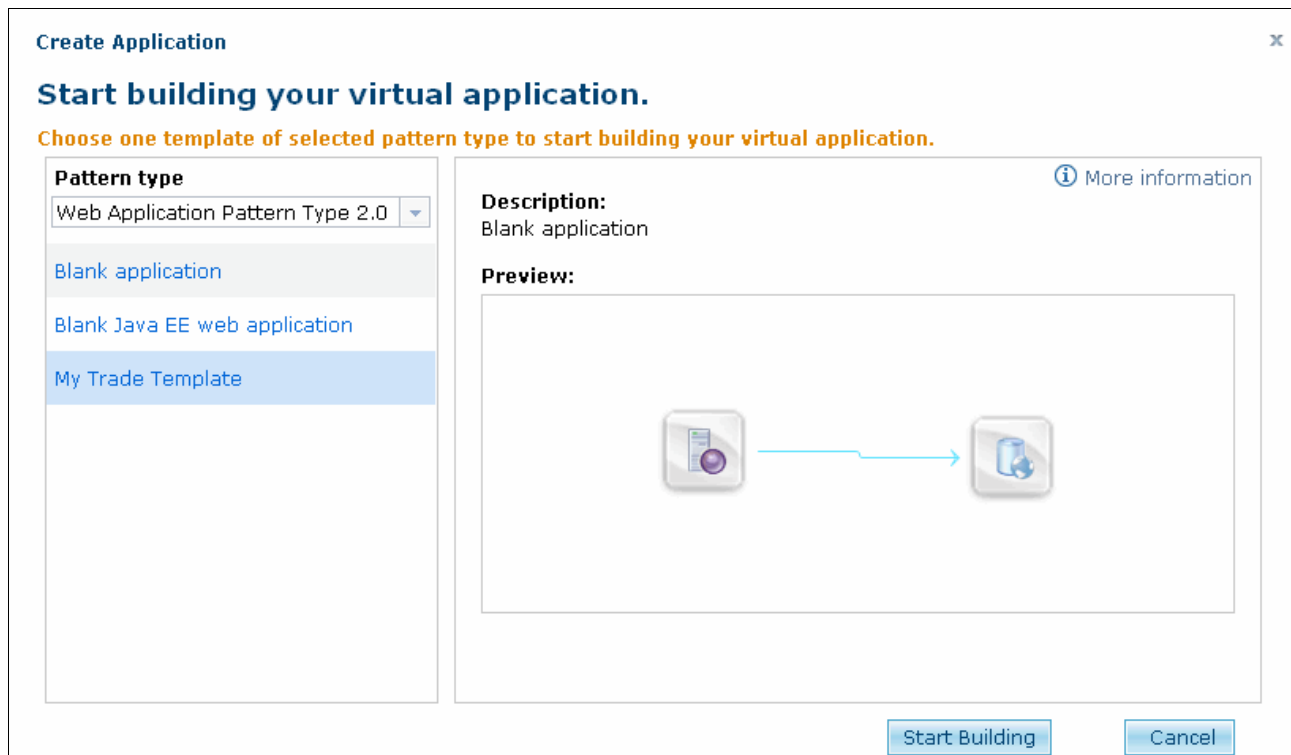 Create Application
x
Start building your virtual application.
Choose one template of selected pattern type to start building your virtual application.
Pattern type
Web Application Pattern Type 2.0
Blank application
Blank Java EE web application
My Trade Template
More information
Description:
Blank application
Preview:
Start Building
Cancel